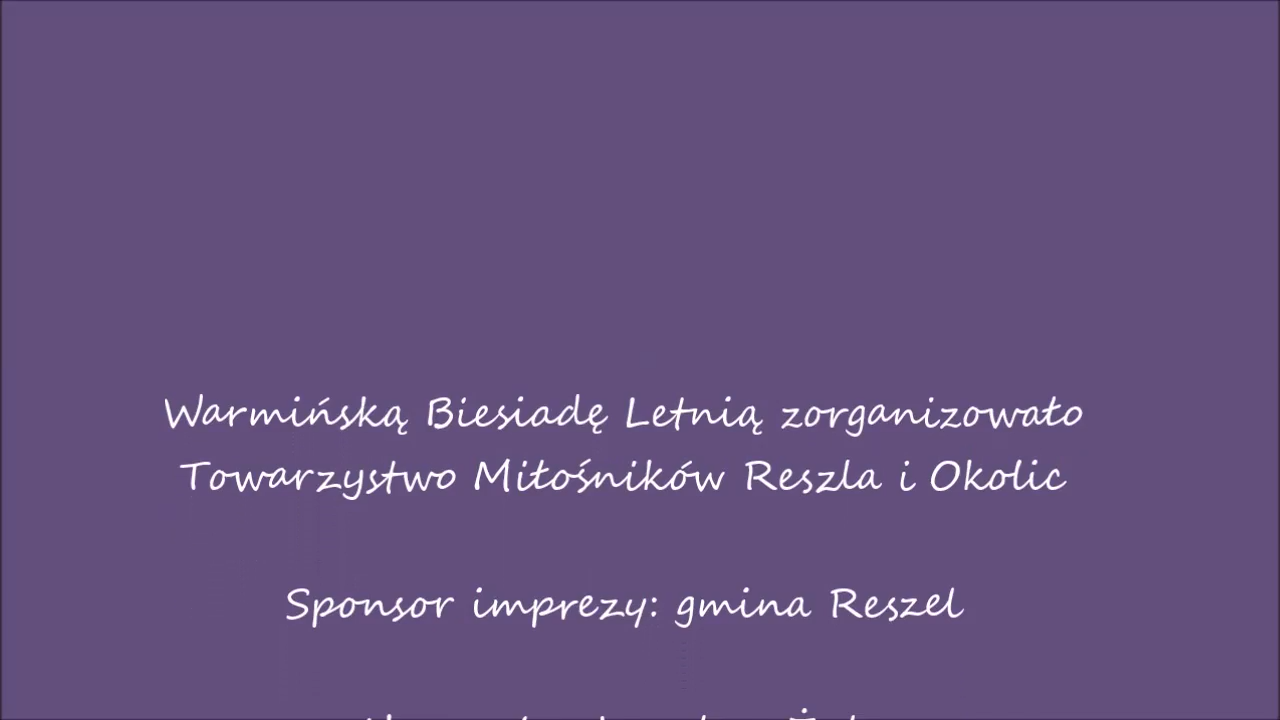 Warmińską Biesiadę Letnią zorganizowało
Towarzystwo Miłośników Reszla i Okolic
Sponsor imprezy: gmina Reszel